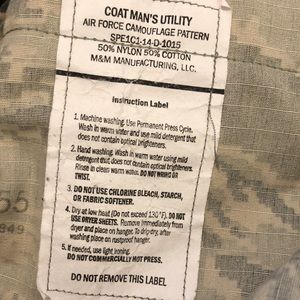 COAT MAN'S UTILITY
AIR FORCE CAMOUFLAGE PATTERN
SPE1C1-14-D-1015
50% NYLON 50% COTTON
M&M MANUFACTURING, LLC.
Instruction Label
1. Machine washing. Use Permanent Press Cycle.
Wash in warm water and use mild detergent that
does not contain optical brighteners.
2. Hand washing. Wash in warm water using mild
detergent that does not contain optical brighteners.
Rinse in clean warm water. DO NOT WRING OR
TWIST.
3. DO NOT USE CHLORINE BLEACH, STARCH,
OR FABRIC SOFTENER.
4. Dry at low heat (Do not exceed 130°F). DO NOT
USE DRYER SHEETS. Remove immediately from
dryer and place on hanger. To drip dry, after
washing place on rustproof hanger.
5. If needed, use light ironing.
DO NOT COMMERCIALLY HOT PRESS.
DO NOT REMOVE THIS LABEL
55
849